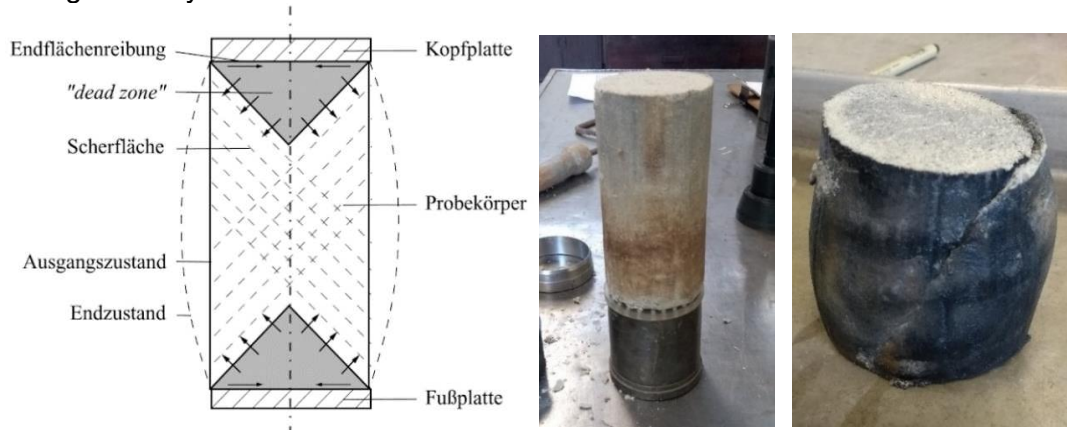 Endflächenreibung
"dead zone"
Scherfläche
Ausgangszustand
Endzustand
Kopfplatte
Probekörper
Fußplatte